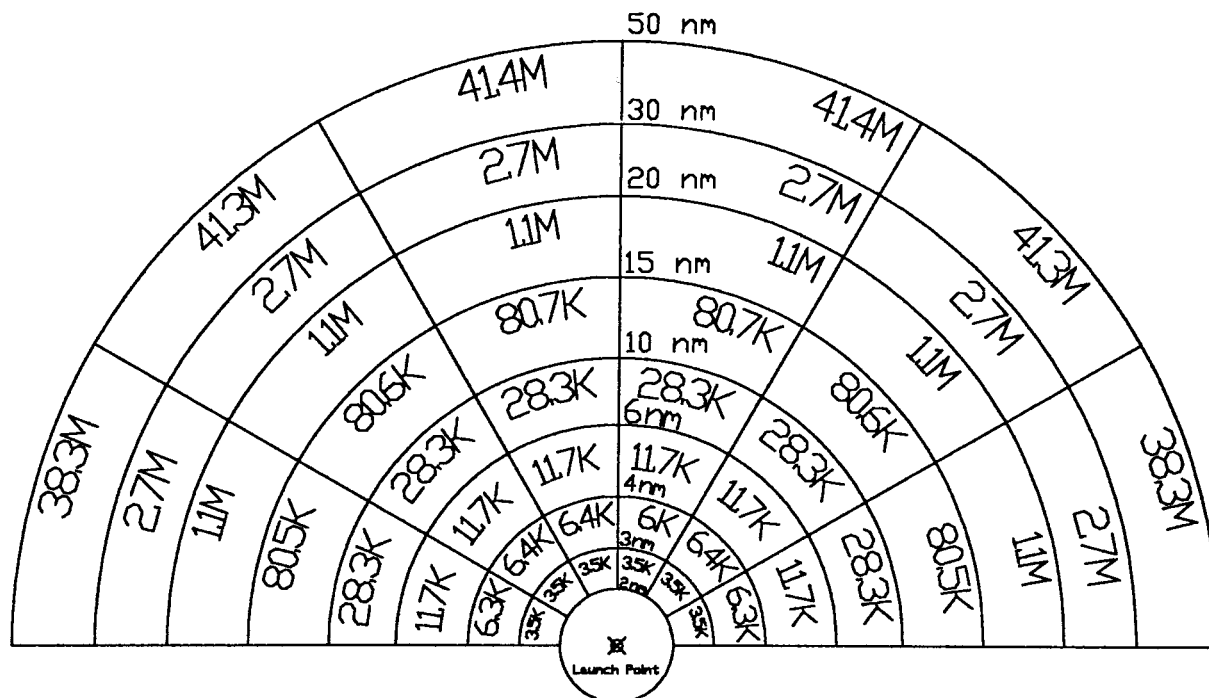 50 nm
38.3M
41.3M
41.4M
41.4M
41.3M
38.3M
30 nm
2.7M
2.7M
2.7M
2.7M
2.7M
2.7M
20 nm
1.1M
1.1M
1.1M
1.1M
1.1M
1.1M
15 nm
80.5K
80.6K
80.7K
80.7K
80.6K
80.5K
10 nm
28.3K
28.3K
28.3K
28.3K
28.3K
28.3K
6nm
11.7K
11.7K
11.7K
11.7K
11.7K
11.7K
4nm
6.3K
6.4K
6.4K
6K
6.4K
6.3K
3nm
3.5K
3.5K
3.5K
3.5K
3.5K
3.5K
2nm
Launch Point